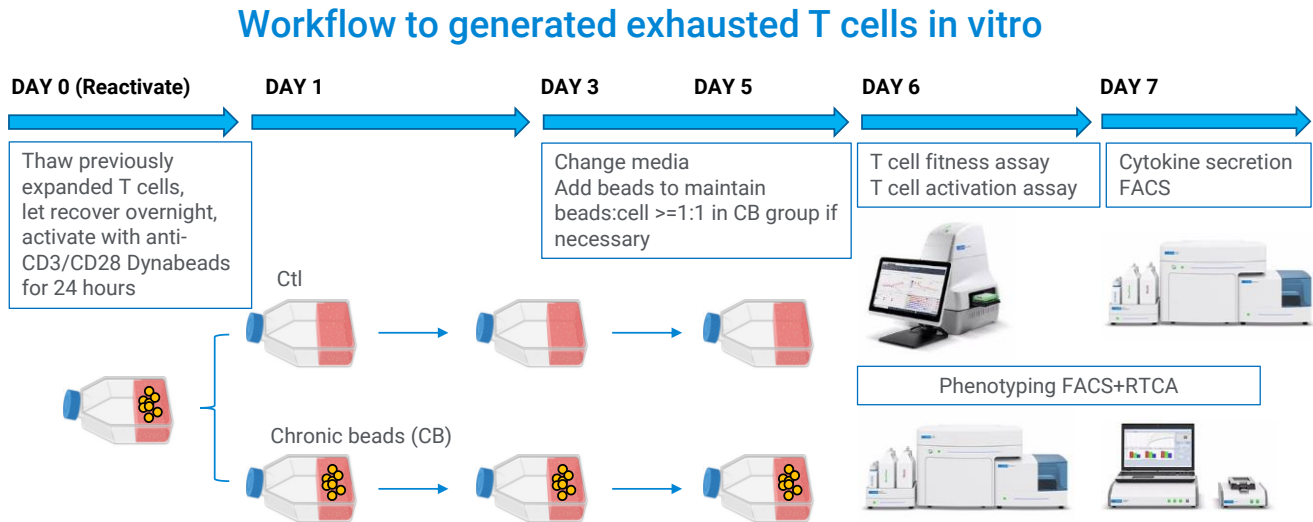 Workflow to generated exhausted T cells in vitro
DAY 0 (Reactivate)
DAY 1
DAY 3
DAY 5
DAY 6
DAY 7
Thaw previously
expanded T cells,
let recover overnight,
activate with anti-
CD3/CD28 Dynabeads
for 24 hours
Change media
Add beads to maintain
beads:cell >=1:1 in CB group if
necessary
T cell fitness assay
T cell activation assay
Cytokine secretion
FACS
Ctl
Chronic beads (CB)
Phenotyping FACS+RTCA